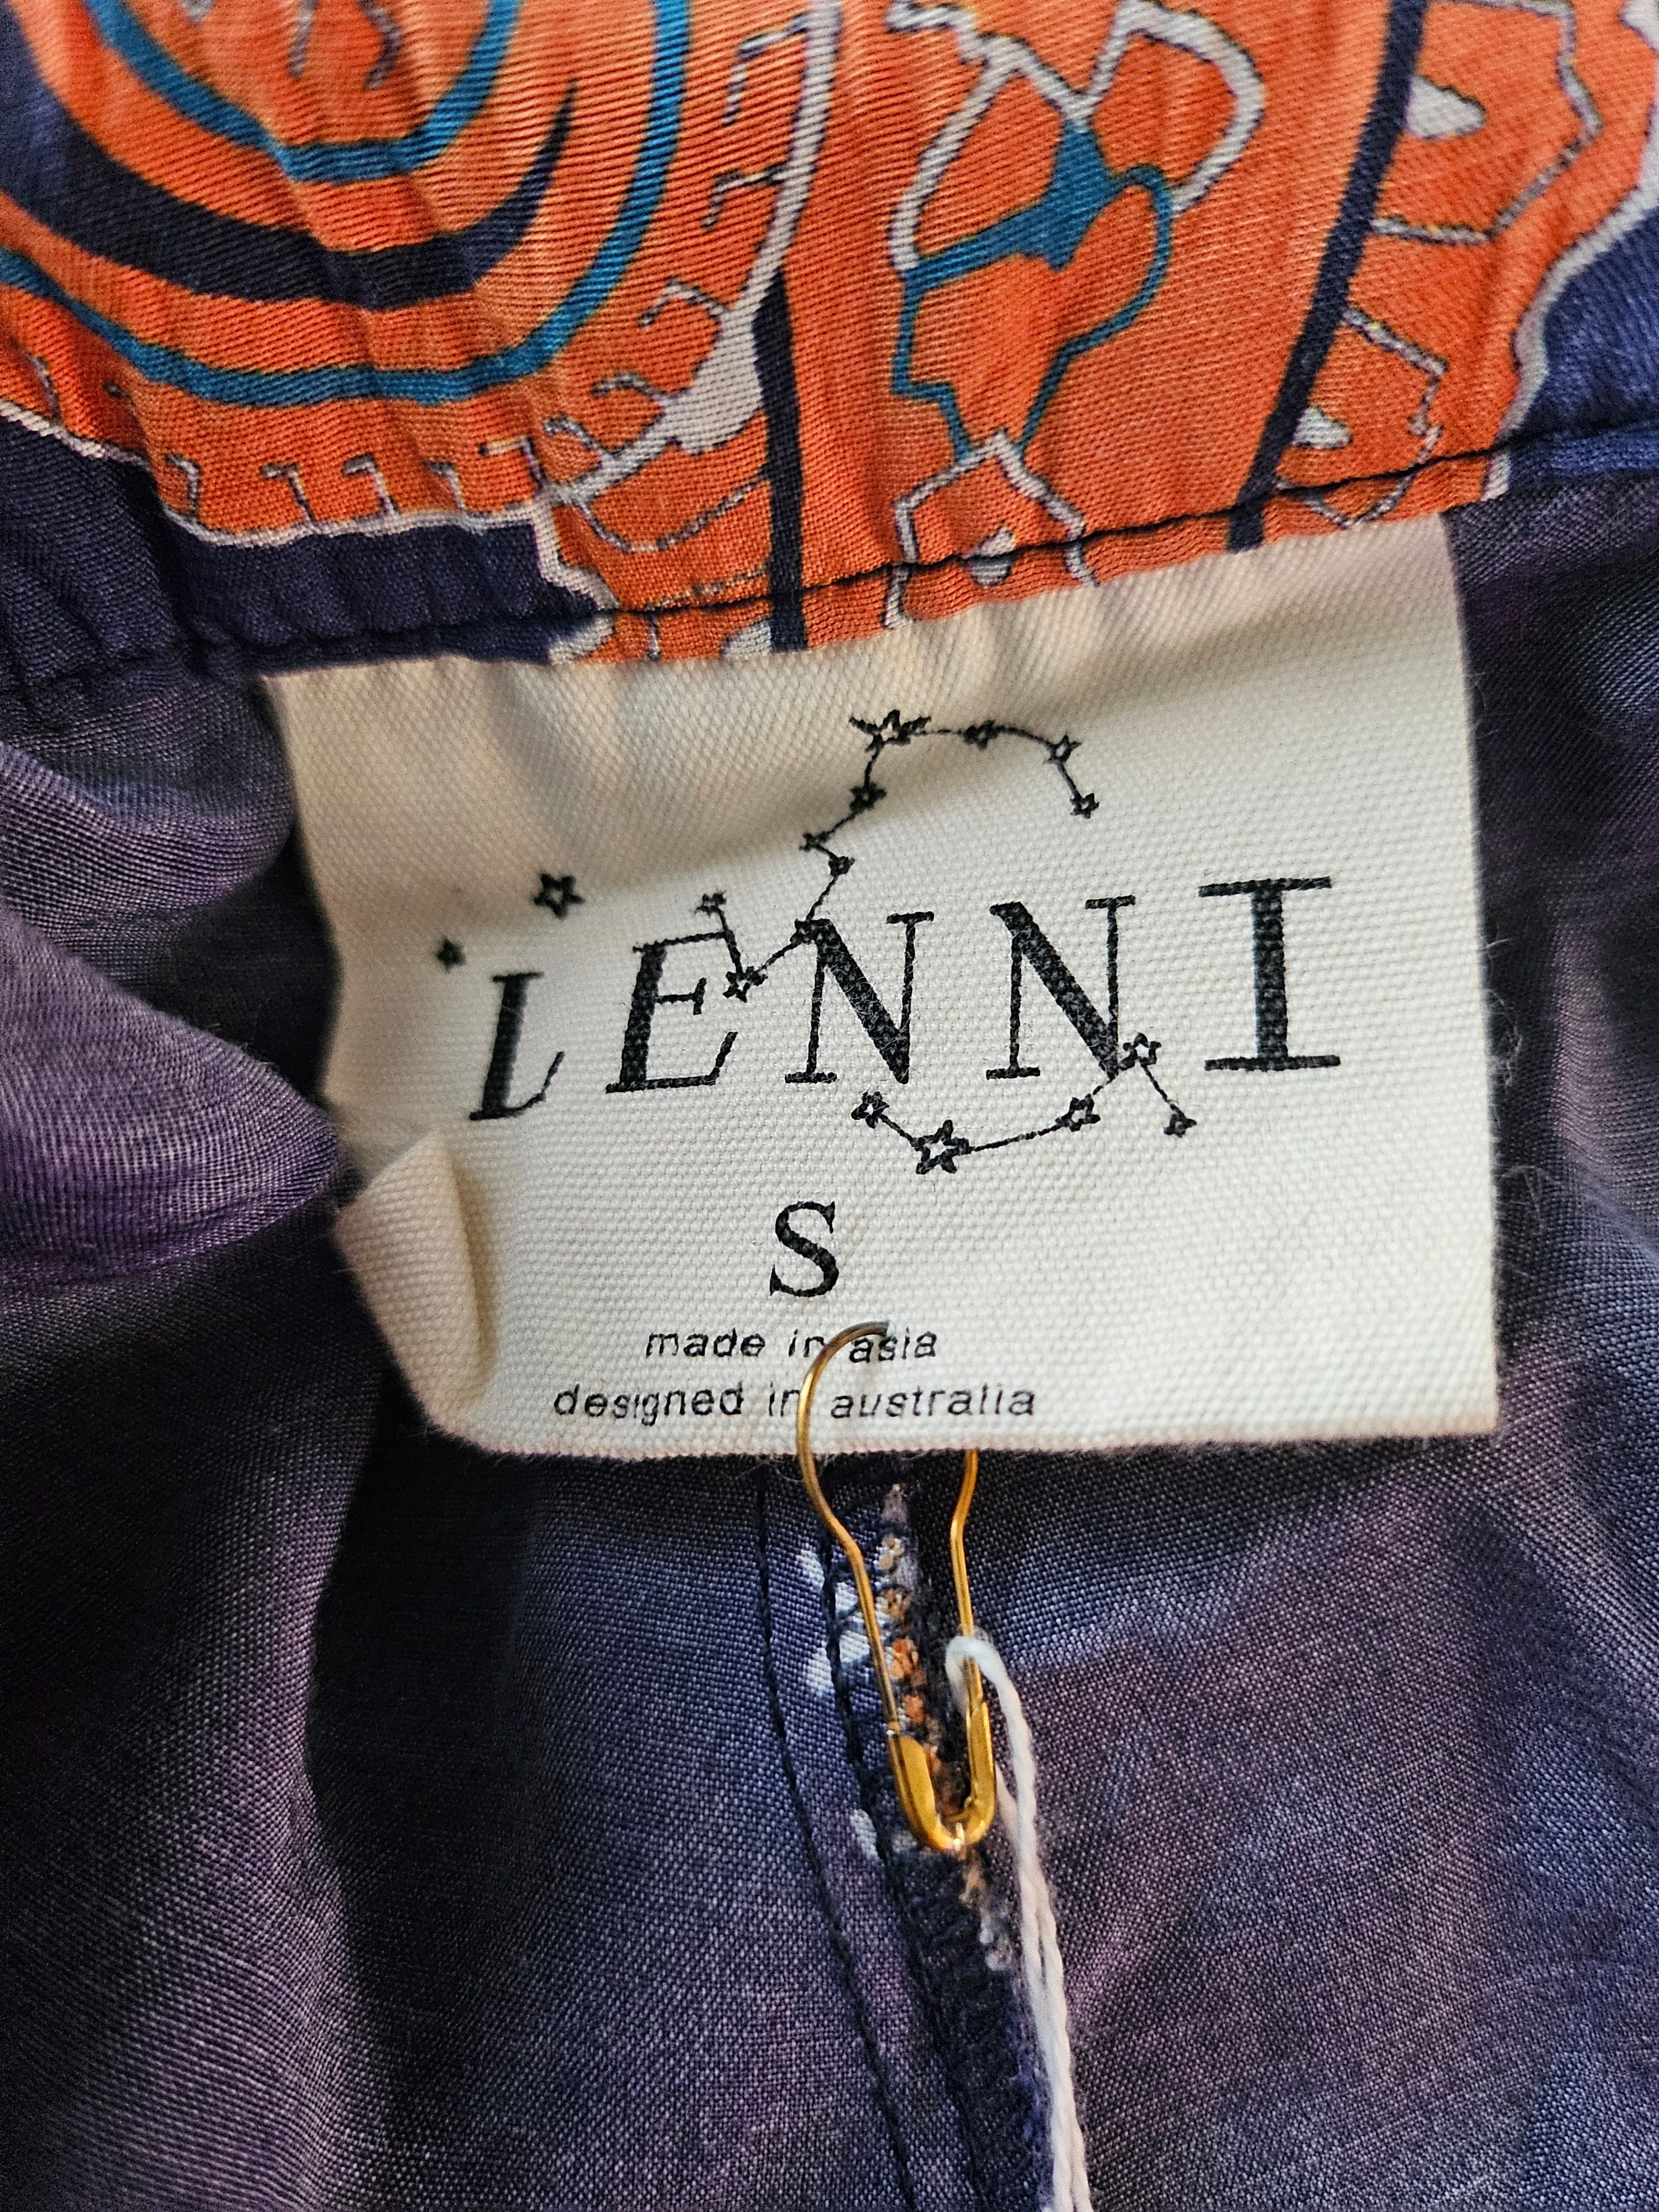 LENNI
S
made in asia
designed in australia